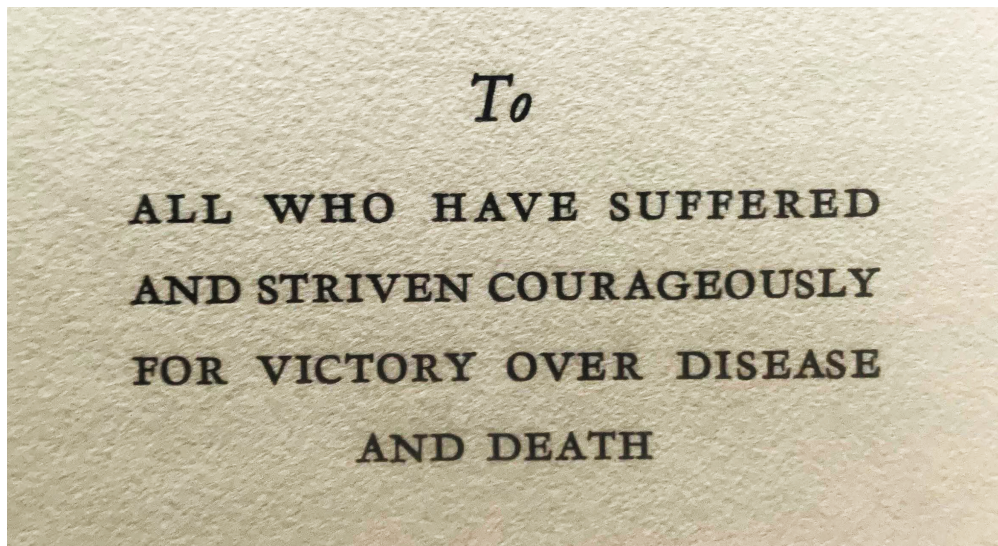 To
ALL WHO HAVE SUFFERED
AND STRIVEN COURAGEOUSLY
FOR VICTORY OVER DISEASE
AND DEATH